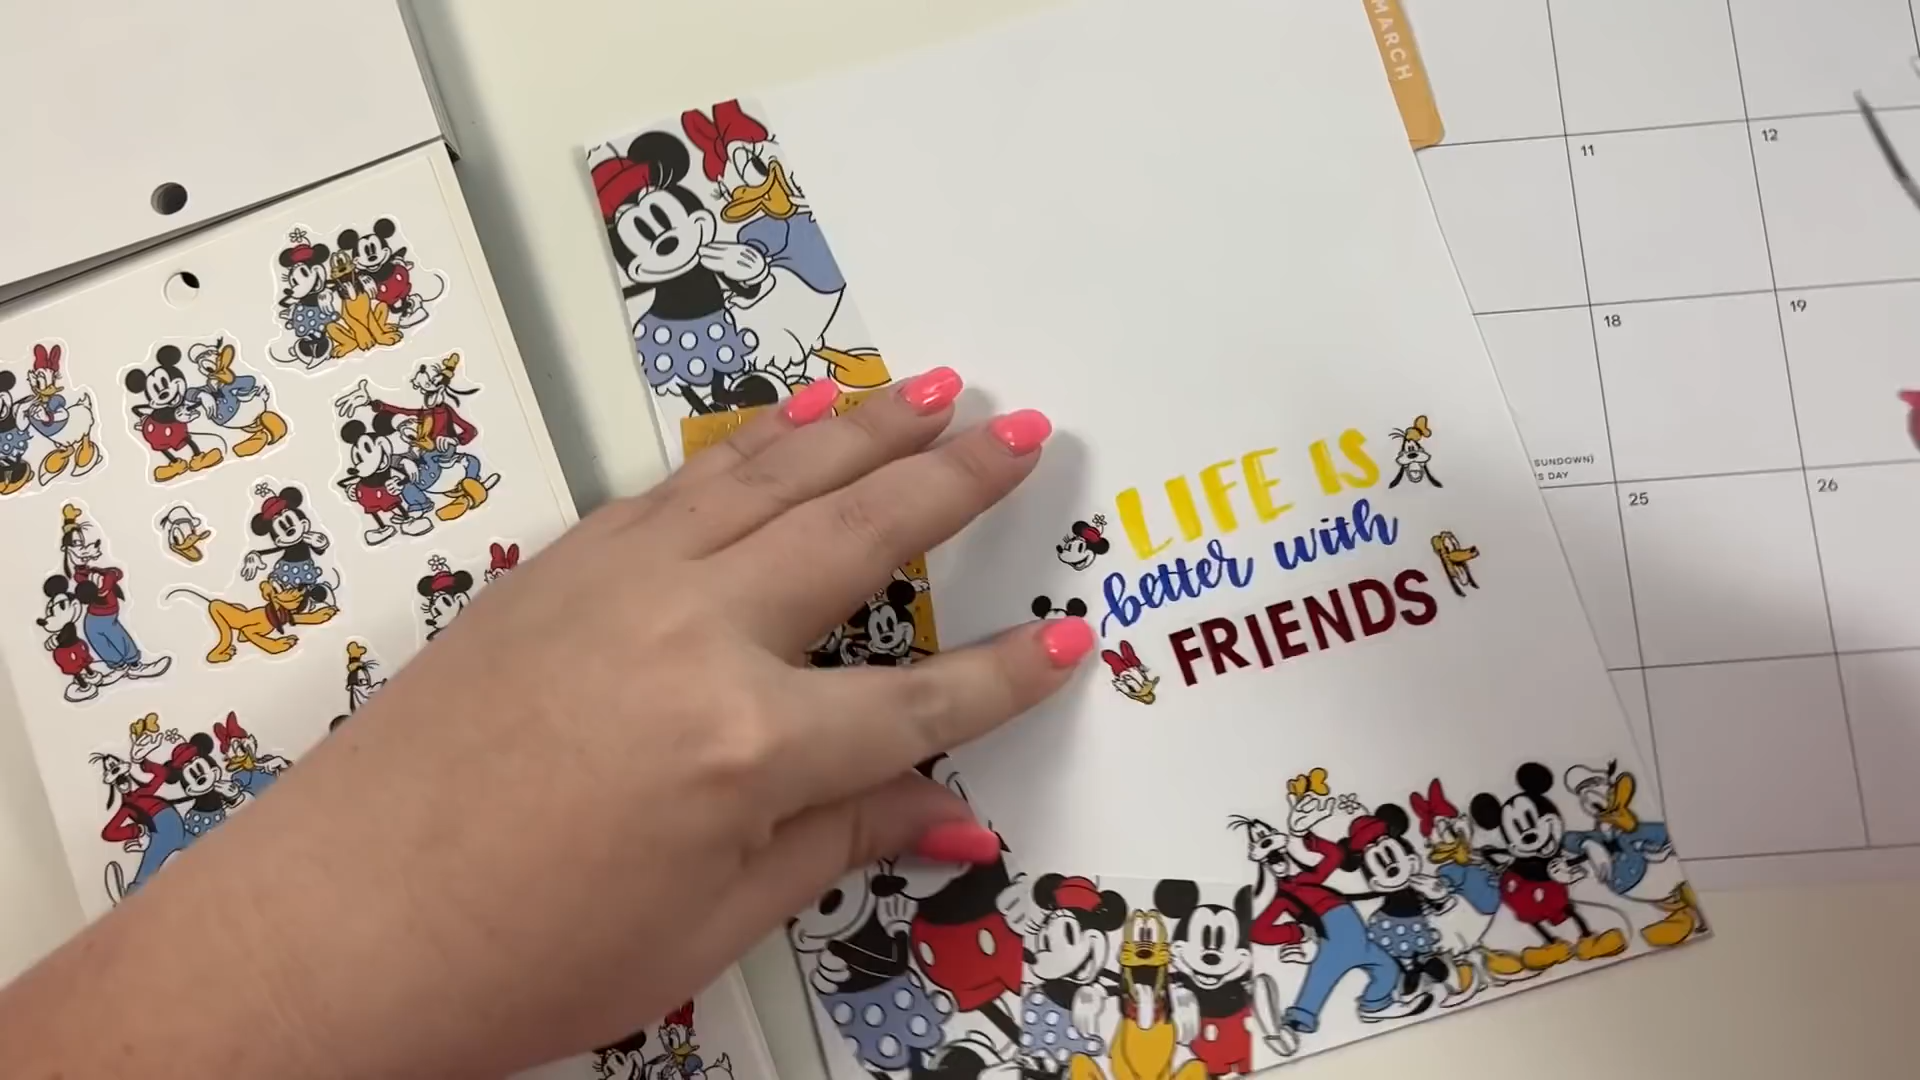 MARCH
11
12
18
19
SUNDOWN)
S DAY
25
26
LIFE IS
better with
FRIENDS